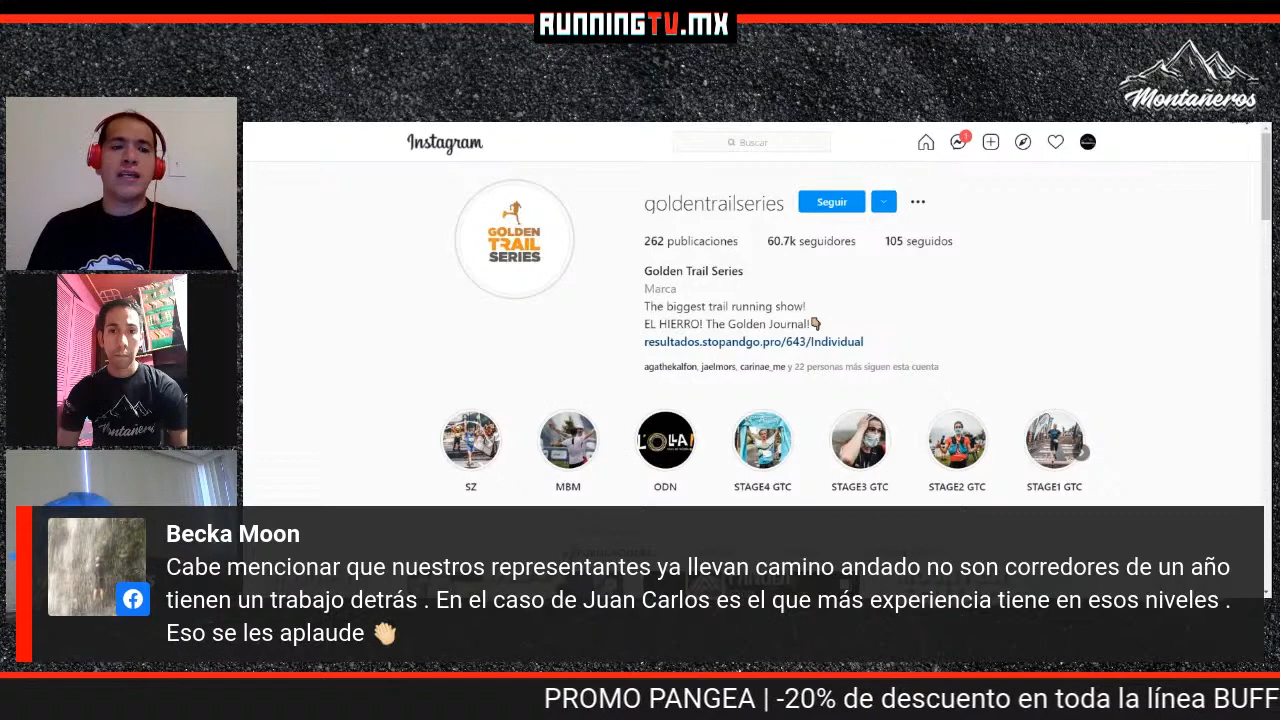 RUNNINGTV.MX
Montañeros
Instagram
Buscar
1
goldentrailseries
Seguir
262 publicaciones 60.7k seguidores 105 seguidos
GOLDEN
TRAIL
SERIES
Golden Trail Series
Marca
The biggest trail running show!
EL HIERRO! The Golden Journal!👇🏽
resultados.stopandgo.pro/643/Individual
agathekalfon, jaelmors, carinae_me y 22 personas más siguen esta cuenta
SZ MBM ODN STAGE4 GTC STAGE3 GTC STAGE2 GTC STAGE1 GTC
Montañeros
Becka Moon
Cabe mencionar que nuestros representantes ya llevan camino andado no son corredores de un año
tienen un trabajo detrás . En el caso de Juan Carlos es el que más experiencia tiene en esos niveles .
Eso se les aplaude 👏🏼
PROMO PANGEA | -20% de descuento en toda la línea BUFF